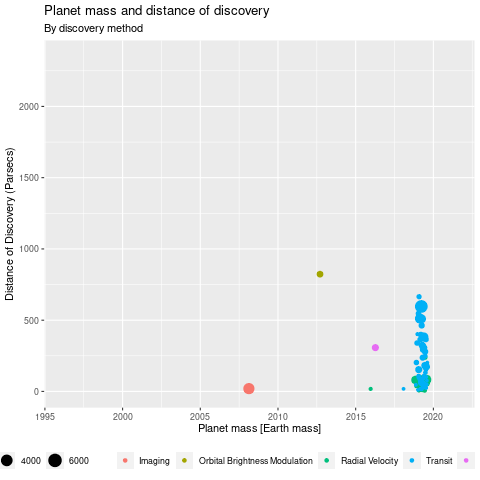 Planet mass and distance of discovery
By discovery method
Distance of Discovery (Parsecs)
2000
1500
1000
500
0
1995
2000
2005
2010
2015
2020
Planet mass [Earth mass]
4000
6000
Imaging
Orbital Brightness Modulation
Radial Velocity
Transit